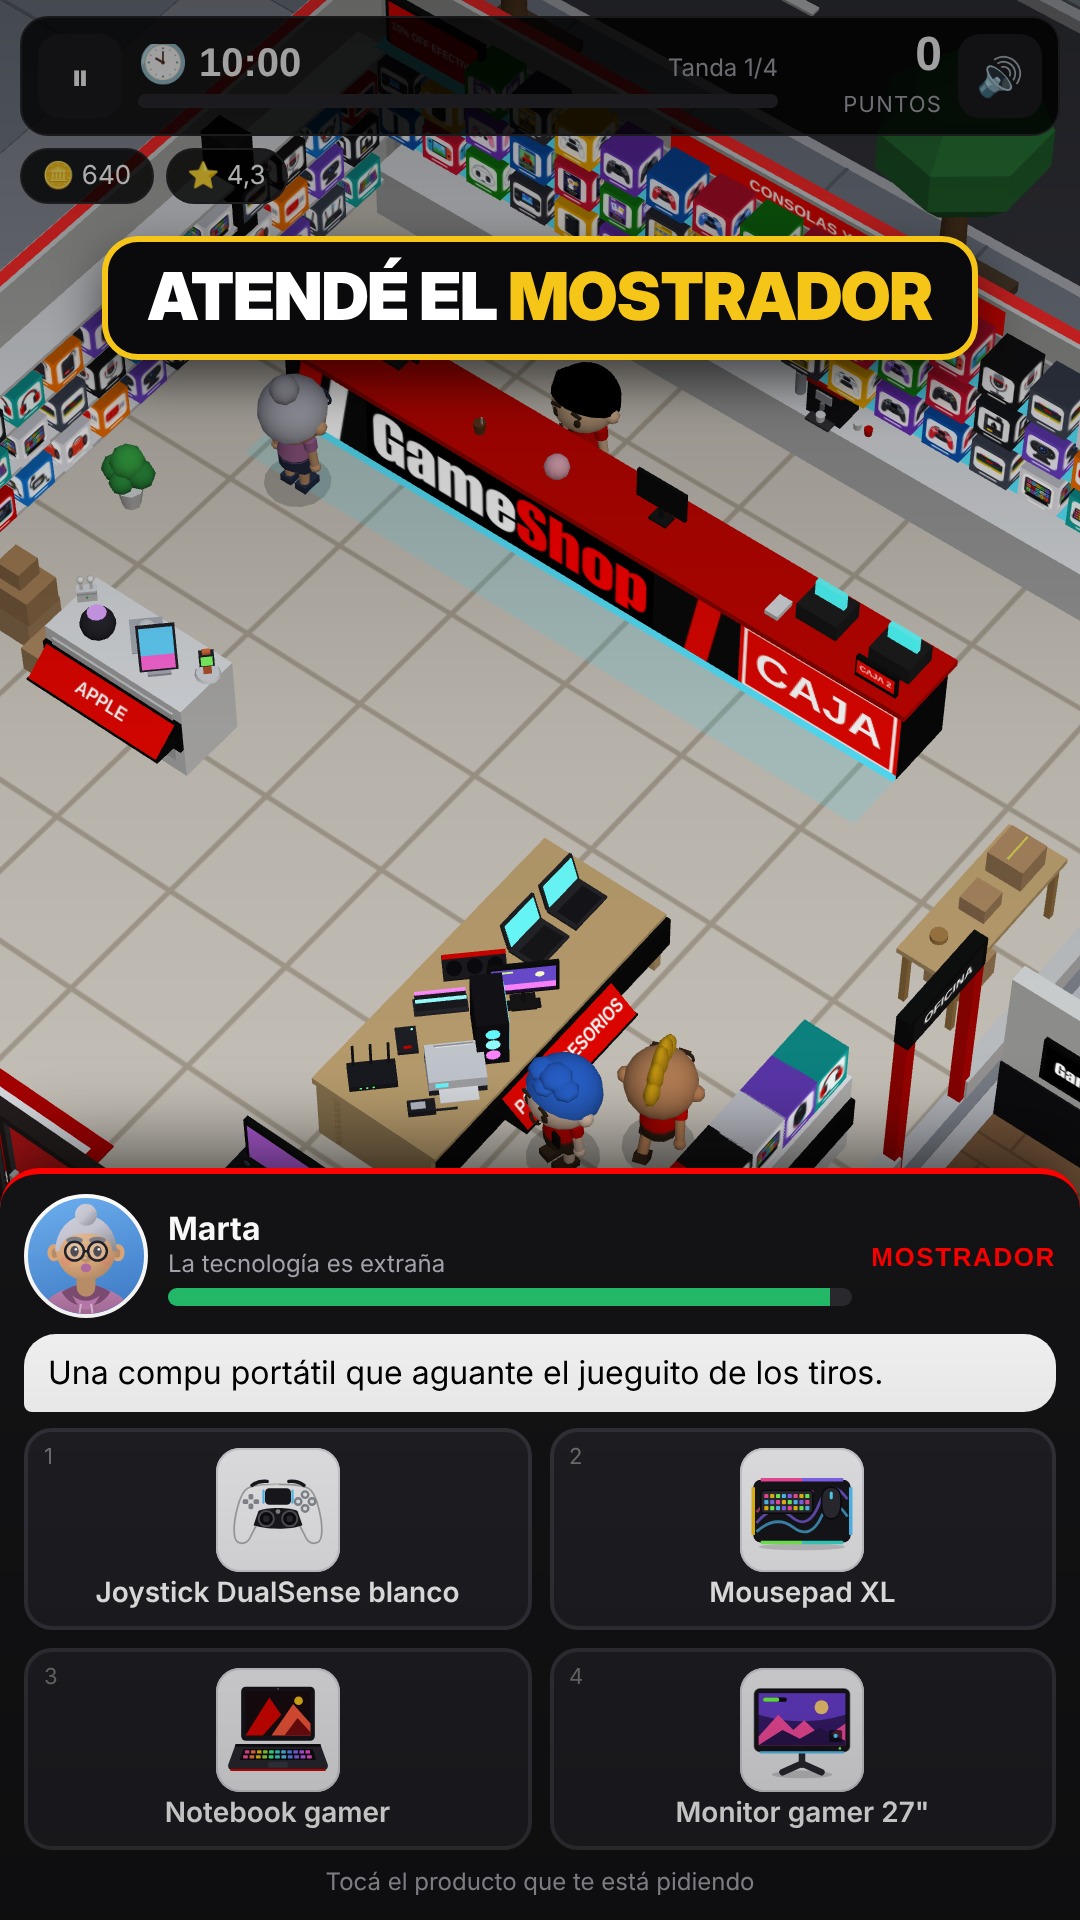 10:00
Tanda 1/4
0
PUNTOS
640
4,3
CONSOLAS Y
ATENDÉ EL MOSTRADOR
GameShop
CAJA 2
CAJA
APPLE
OFICINA
ESORIOS
P
Gam
Marta
La tecnología es extraña
MOSTRADOR
Una compu portátil que aguante el jueguito de los tiros.
1
Joystick DualSense blanco
2
Mousepad XL
3
Notebook gamer
4
Monitor gamer 27"
Tocá el producto que te está pidiendo